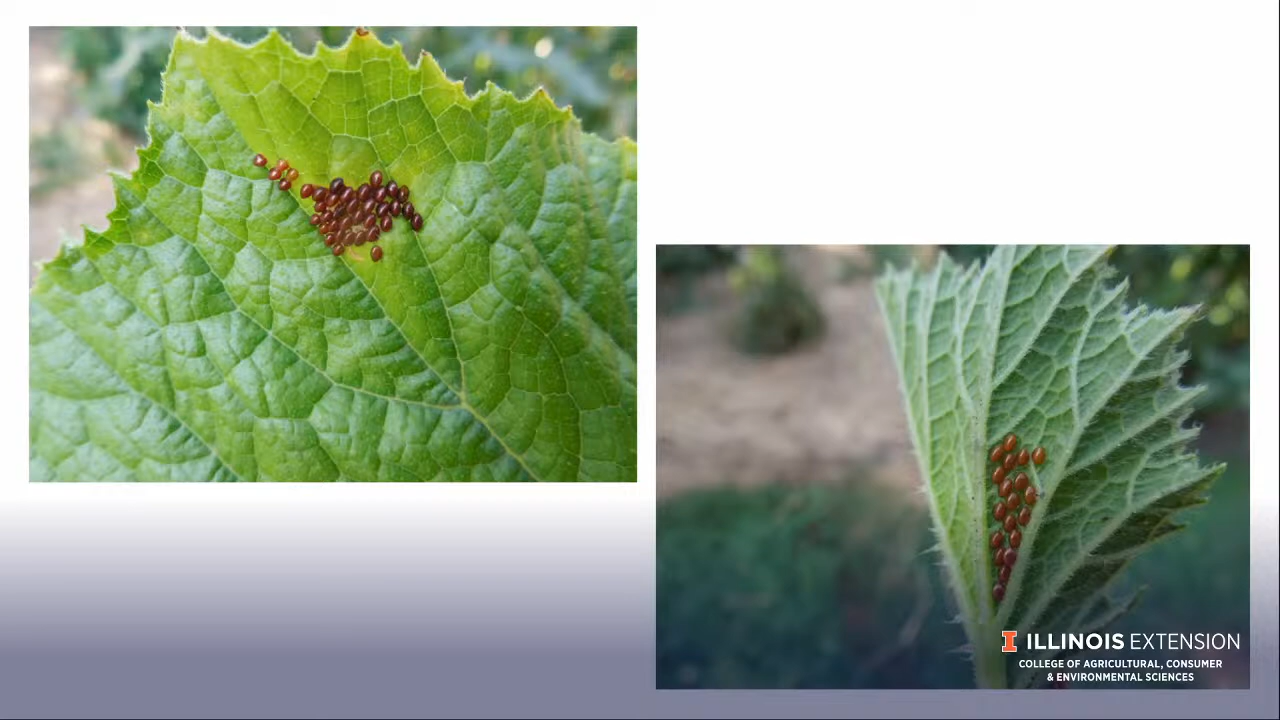 ILLINOIS EXTENSION
COLLEGE OF AGRICULTURAL, CONSUMER
& ENVIRONMENTAL SCIENCES